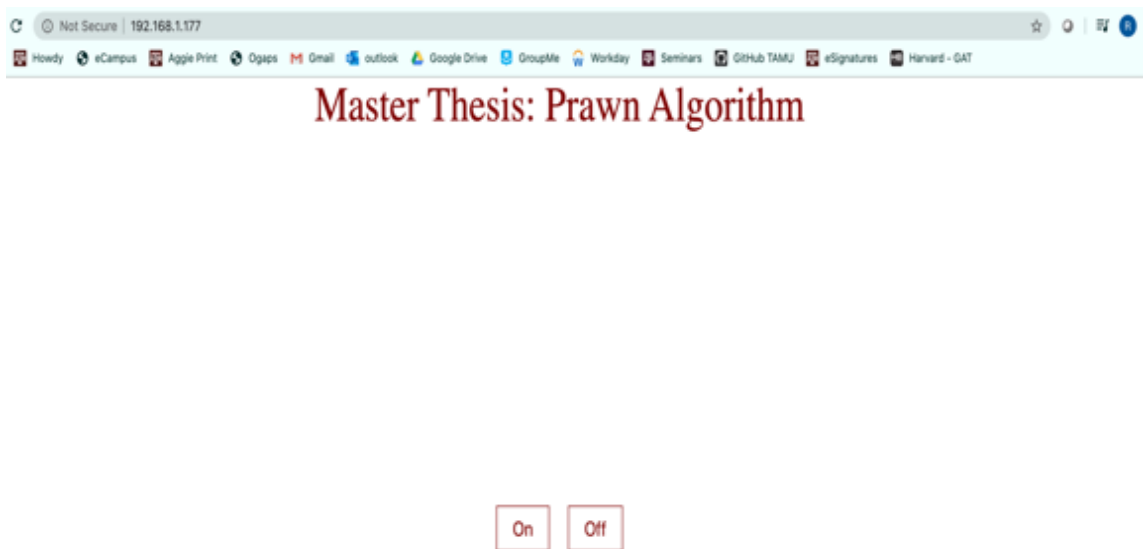 Not Secure | 192.168.1.177
Howdy eCampus Aggie Print Ogaps Gmail outlook Google Drive GroupMe Workday Seminars GitHub TAMU eSignatures Harvard - GAT
Master Thesis: Prawn Algorithm
On Off